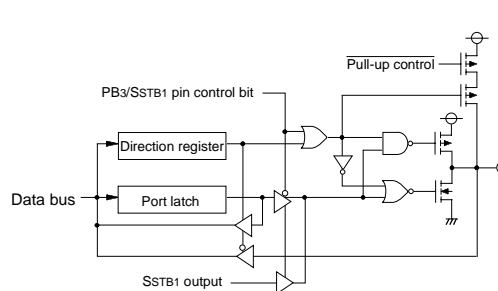 Pull-up control
PB3/SSTB1 pin control bit
Direction register
Data bus
Port latch
SSTB1 output